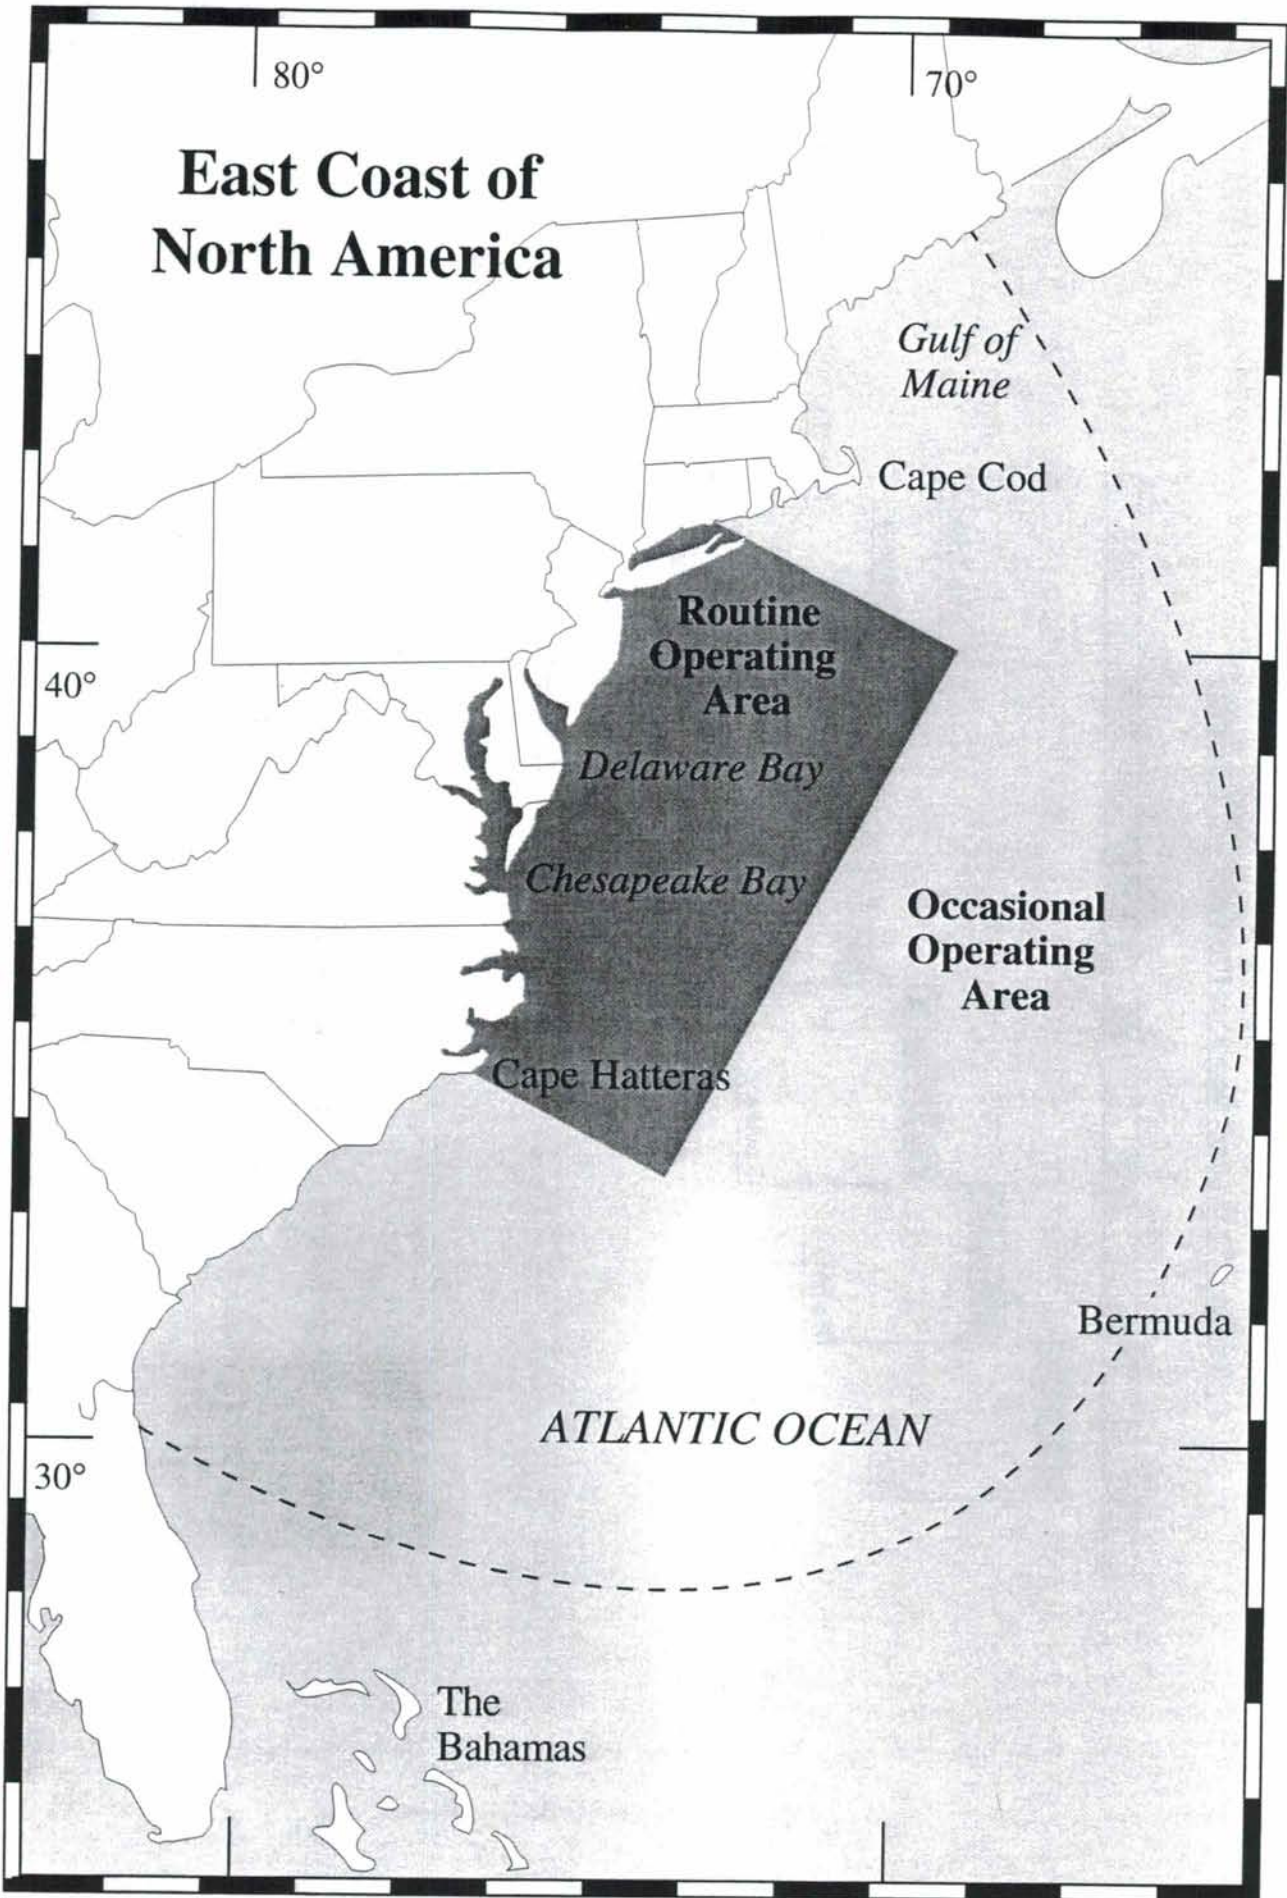 80°
70°
East Coast of
North America
Gulf of
Maine
Cape Cod
Routine
Operating
Area
40°
Delaware Bay
Chesapeake Bay
Occasional
Operating
Area
Cape Hatteras
Bermuda
ATLANTIC OCEAN
30°
The
Bahamas